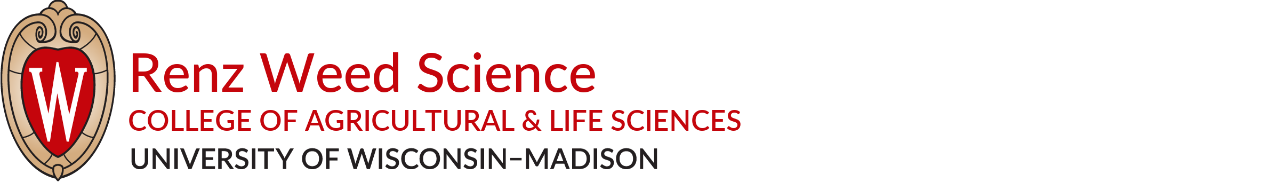 W
Renz Weed Science
COLLEGE OF AGRICULTURAL & LIFE SCIENCES
UNIVERSITY OF WISCONSIN–MADISON